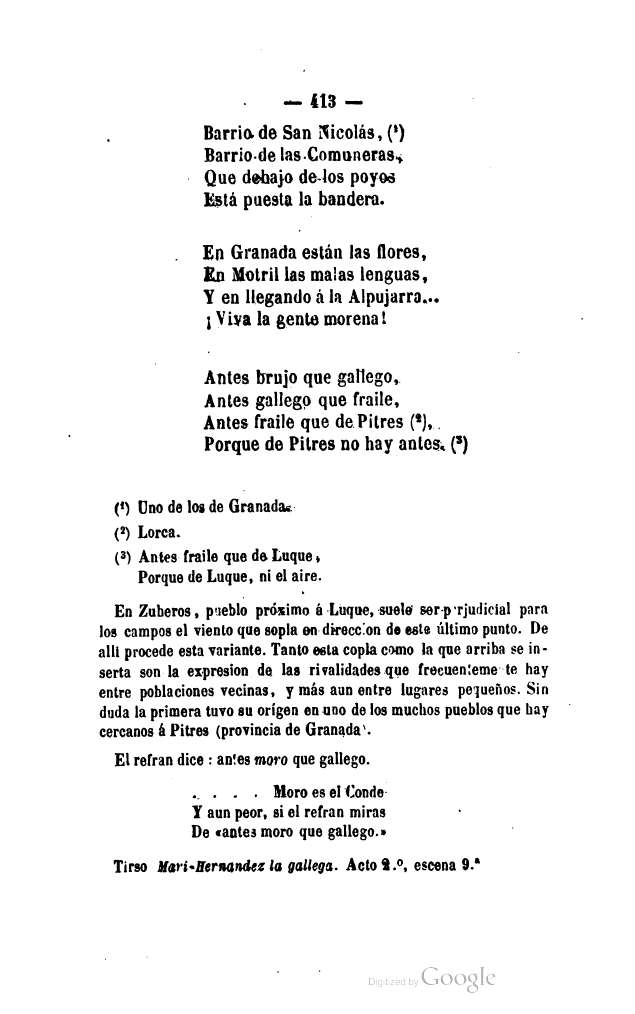 — 413 —
Barrio de San Nicolás, (¹)
Barrio de las Comuneras,
Que debajo de los poyos
Está puesta la bandera.
En Granada están las flores,
En Motril las malas lenguas,
Y en llegando á la Alpujarra...
¡Viva la gente morena!
Antes brujo que gallego,
Antes gallego que fraile,
Antes fraile que de Pitres (²),
Porque de Pitres no hay antes. (³)
(¹) Uno de los de Granada.
(²) Lorca.
(³) Antes fraile que de Luque,
Porque de Luque, ni el aire.
En Zuberos, pueblo próximo á Luque, suele ser p rjudicial para
los campos el viento que sopla en direccion de este último punto. De
alli procede esta variante. Tanto esta copla como la que arriba se in-
serta son la expresion de las rivalidades que frecuenteme te hay
entre poblaciones vecinas, y más aun entre lugares pequeños. Sin
duda la primera tuvo su orígen en uno de los muchos pueblos que hay
cercanos á Pitres (provincia de Granada).
El refran dice : antes moro que gallego.
. . . . Moro es el Conde
Y aun peor, si el refran miras
De «antes moro que gallego.»
Tirso Mari-Hernandez la gallega. Acto 2.º, escena 9.ª
Digitized by Google